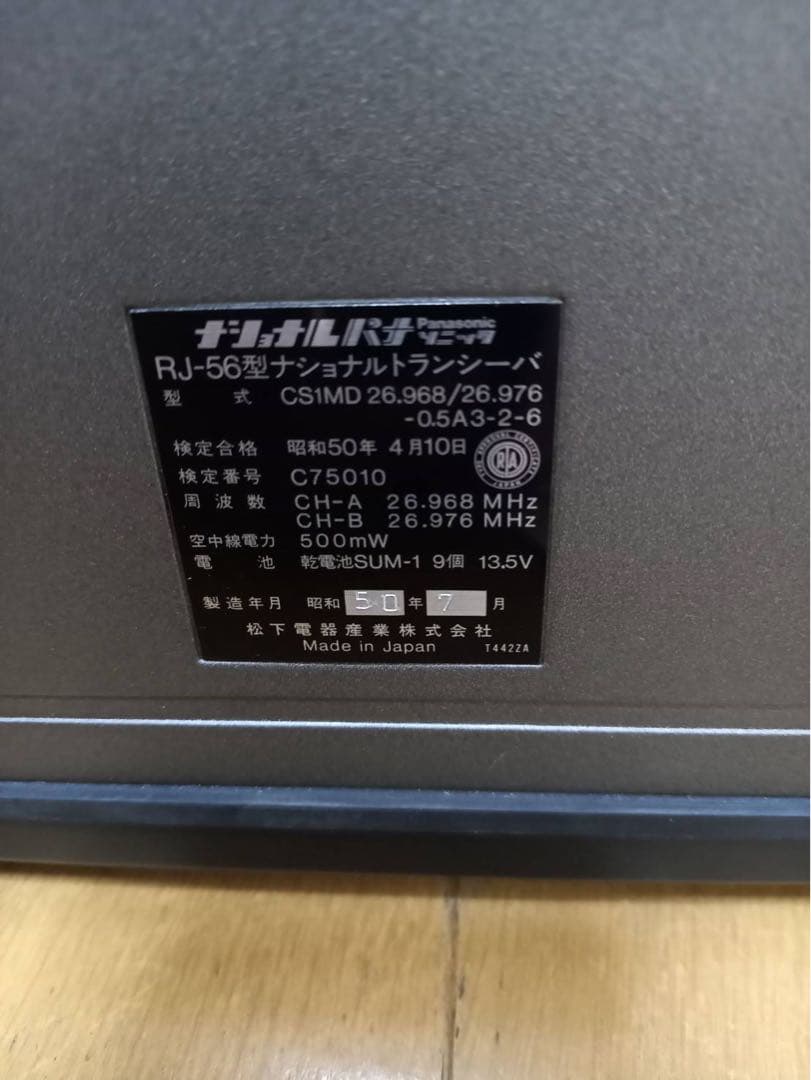 ナショナルパナソニック Panasonic
RJ-56型ナショナルトランシーバ
型式 CS1MD 26.968/26.976
-0.5A3-2-6
検定合格 昭和50年 4月10日
検定番号 C75010
周波数 CH-A 26.968 MHz
CH-B 26.976 MHz
空中線電力 500mW
電池 乾電池SUM-1 9個 13.5V
製造年月 昭和 50 年 7 月
松下電器産業株式会社
Made in Japan T442ZA